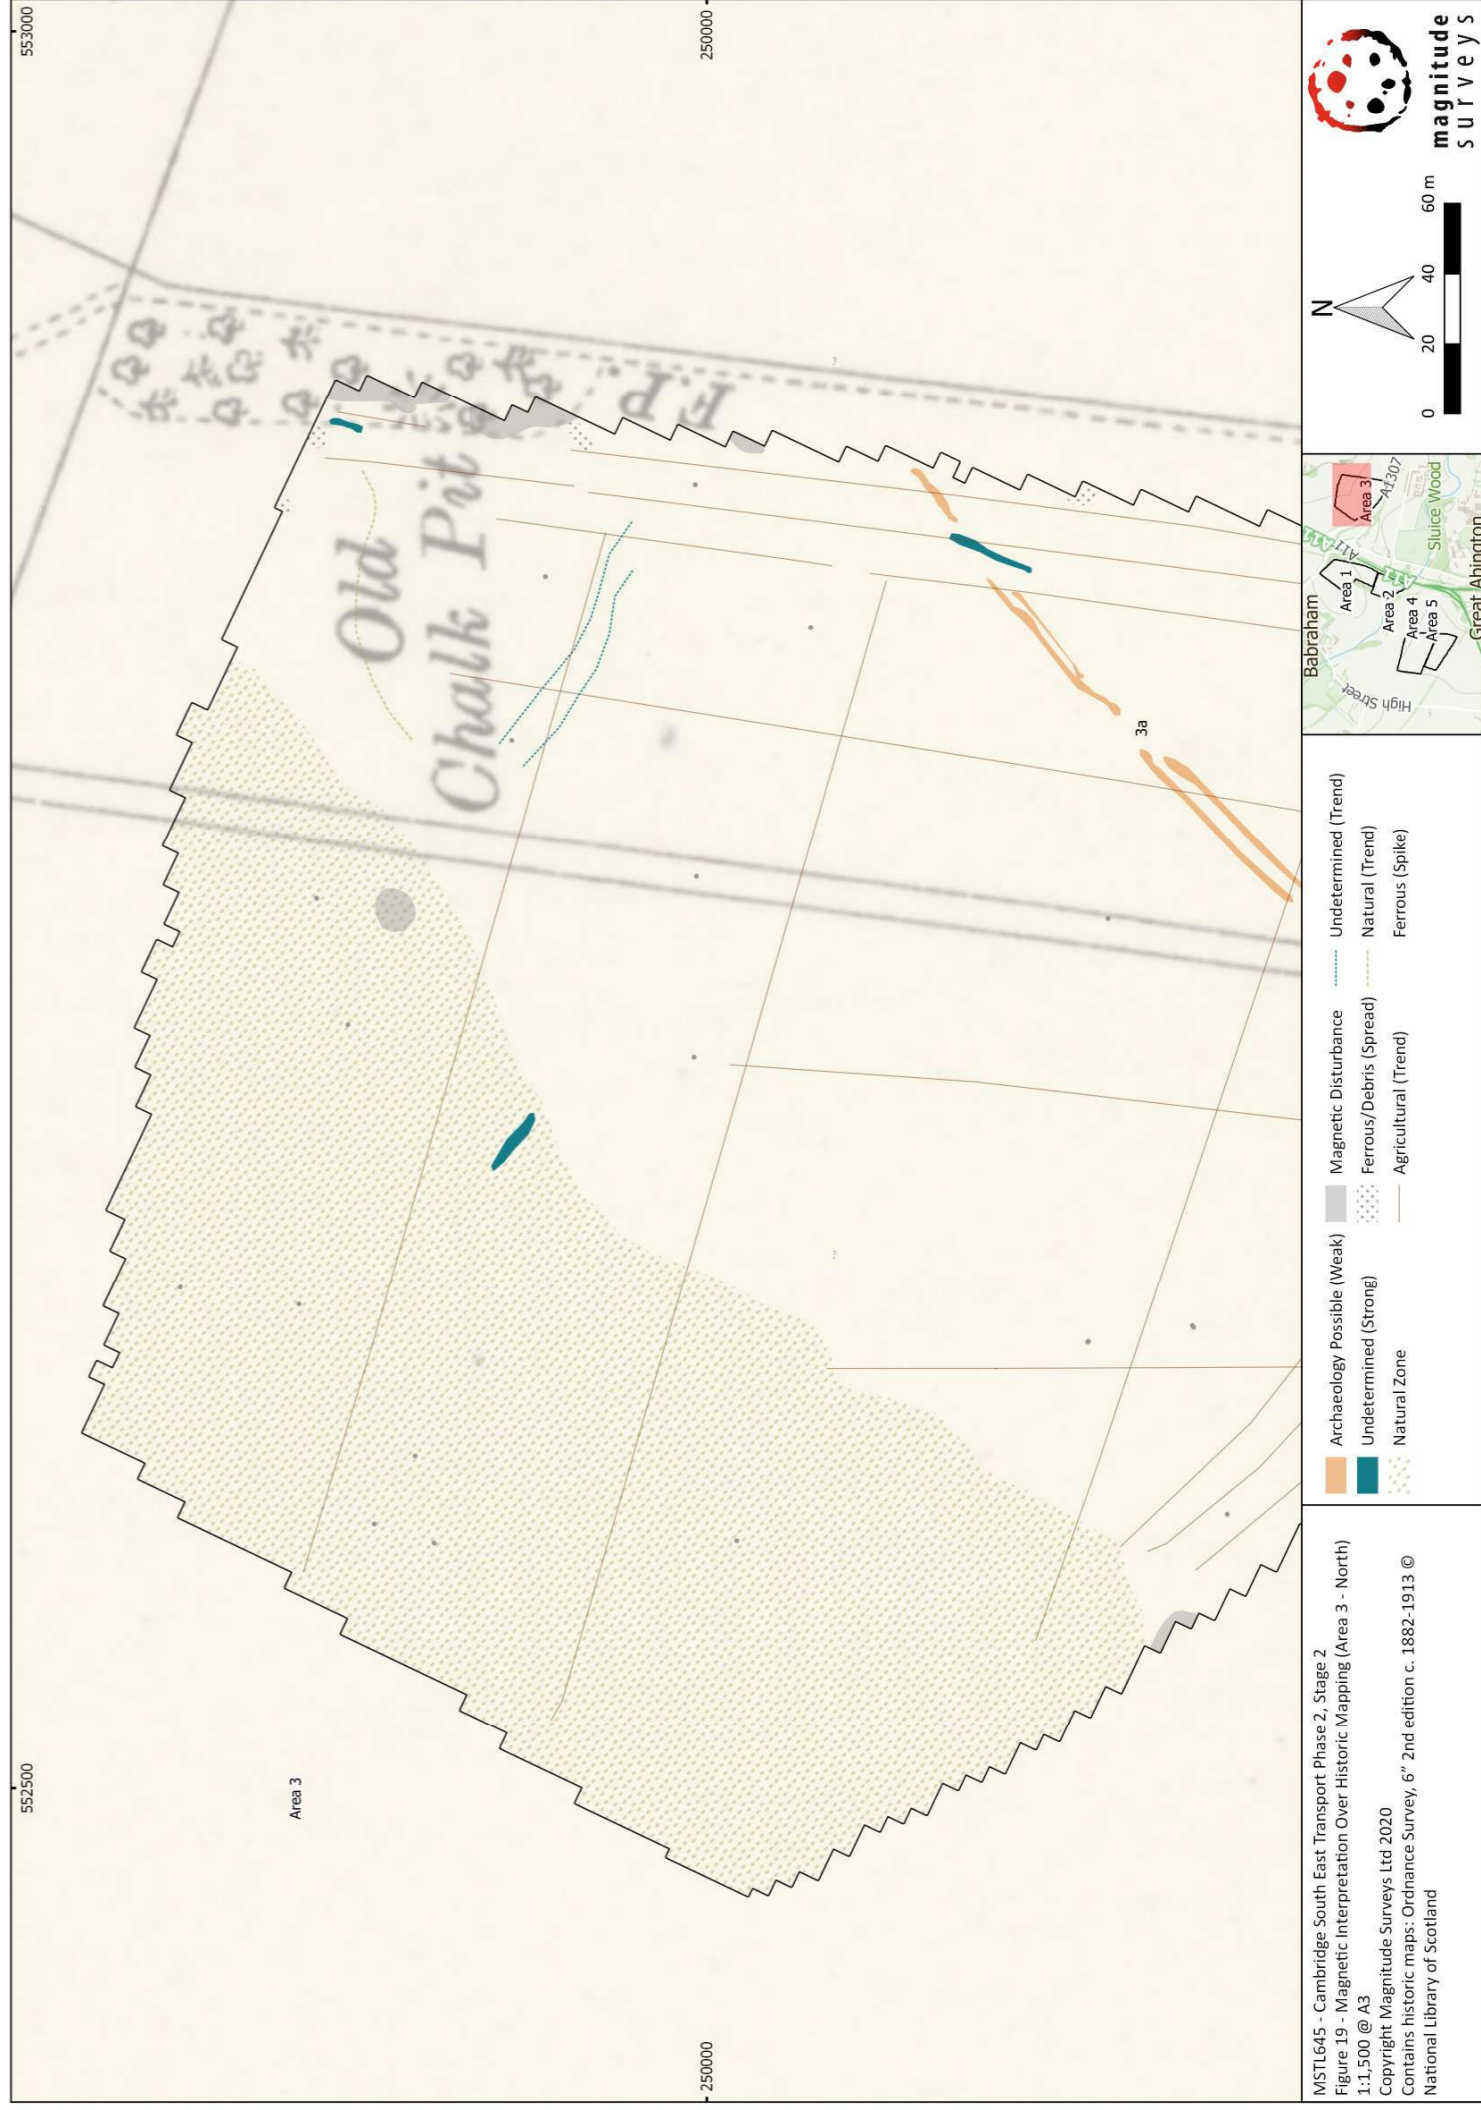 552500
553000
250000
250000
Area 3
Old
Chalk Pit
F.P.
3a
MSTL645 - Cambridge South East Transport Phase 2, Stage 2
Figure 19 - Magnetic Interpretation Over Historic Mapping (Area 3 - North)
1:1,500 @ A3
Copyright Magnitude Surveys Ltd 2020
Contains historic maps: Ordnance Survey, 6” 2nd edition c. 1882-1913 ©
National Library of Scotland
Archaeology Possible (Weak)
Undetermined (Strong)
Natural Zone
Magnetic Disturbance
Ferrous/Debris (Spread)
Agricultural (Trend)
Undetermined (Trend)
Natural (Trend)
Ferrous (Spike)
Babraham
High Street
Area 1
Area 2
Area 4
Area 5
Area 3
A11
A11
A11
A1307
Sluice Wood
Great Abington
N
0 20 40 60 m
magnitude
surveys